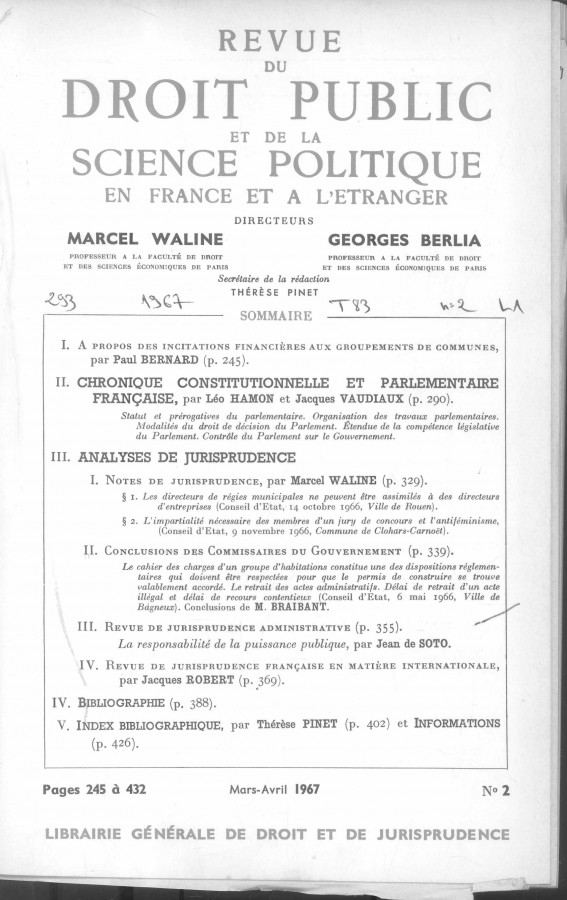 REVUE
DU
DROIT PUBLIC
ET DE LA
SCIENCE POLITIQUE
EN FRANCE ET A L'ETRANGER
DIRECTEURS
MARCEL WALINE
PROFESSEUR A LA FACULTÉ DE DROIT
ET DES SCIENCES ÉCONOMIQUES DE PARIS
GEORGES BERLIA
PROFESSEUR A LA FACULTÉ DE DROIT
ET DES SCIENCES ÉCONOMIQUES DE PARIS
Secrétaire de la rédaction
THÉRÈSE PINET
293 1967 T 83 n=2 L1
SOMMAIRE
I. A PROPOS DES INCITATIONS FINANCIÈRES AUX GROUPEMENTS DE COMMUNES,
par Paul BERNARD (p. 245).
II. CHRONIQUE CONSTITUTIONNELLE ET PARLEMENTAIRE
FRANÇAISE, par Léo HAMON et Jacques VAUDIAUX (p. 290).
Statut et prérogatives du parlementaire. Organisation des travaux parlementaires.
Modalités du droit de décision du Parlement. Étendue de la compétence législative
du Parlement. Contrôle du Parlement sur le Gouvernement.
III. ANALYSES DE JURISPRUDENCE
I. NOTES DE JURISPRUDENCE, par Marcel WALINE (p. 329).
§ 1. Les directeurs de régies municipales ne peuvent être assimilés à des directeurs
d'entreprises (Conseil d'Etat, 14 octobre 1966, Ville de Rouen).
§ 2. L'impartialité nécessaire des membres d'un jury de concours et l'antiféminisme,
(Conseil d'Etat, 9 novembre 1966, Commune de Clohars-Carnoët).
II. CONCLUSIONS DES COMMISSAIRES DU GOUVERNEMENT (p. 339).
Le cahier des charges d'un groupe d'habitations constitue une des dispositions réglemen-
taires qui doivent être respectées pour que le permis de construire se trouve
valablement accordé. Le retrait des actes administratifs. Délai de retrait d'un acte
illégal et délai de recours contentieux (Conseil d'Etat, 6 mai 1966, Ville de
Bagneux). Conclusions de M. BRAIBANT.
III. REVUE DE JURISPRUDENCE ADMINISTRATIVE (p. 355).
La responsabilité de la puissance publique, par Jean de SOTO.
IV. REVUE DE JURISPRUDENCE FRANÇAISE EN MATIÈRE INTERNATIONALE,
par Jacques ROBERT (p. 369).
IV. BIBLIOGRAPHIE (p. 388).
V. INDEX BIBLIOGRAPHIQUE, par Thérèse PINET (p. 402) et INFORMATIONS
(p. 426).
Pages 245 à 432 Mars-Avril 1967 No 2
LIBRAIRIE GÉNÉRALE DE DROIT ET DE JURISPRUDENCE